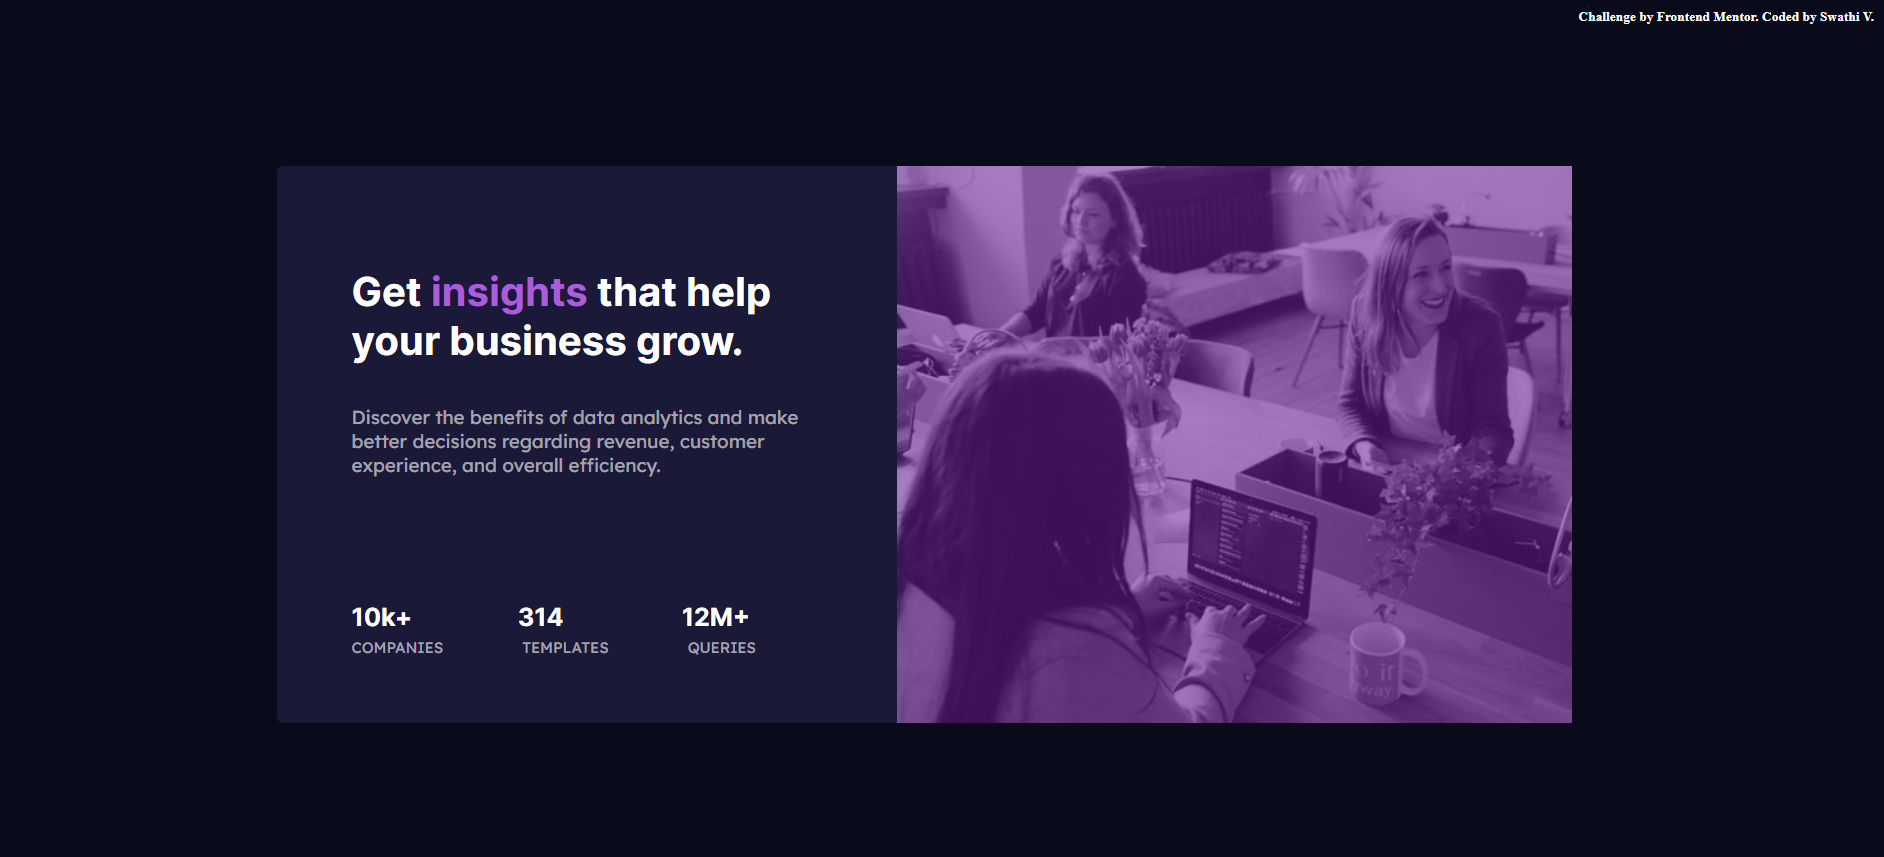 Challenge by Frontend Mentor. Coded by Swathi V.
Get insights that help
your business grow.
Discover the benefits of data analytics and make
better decisions regarding revenue, customer
experience, and overall efficiency.
10k+ 314 12M+
COMPANIES TEMPLATES QUERIES